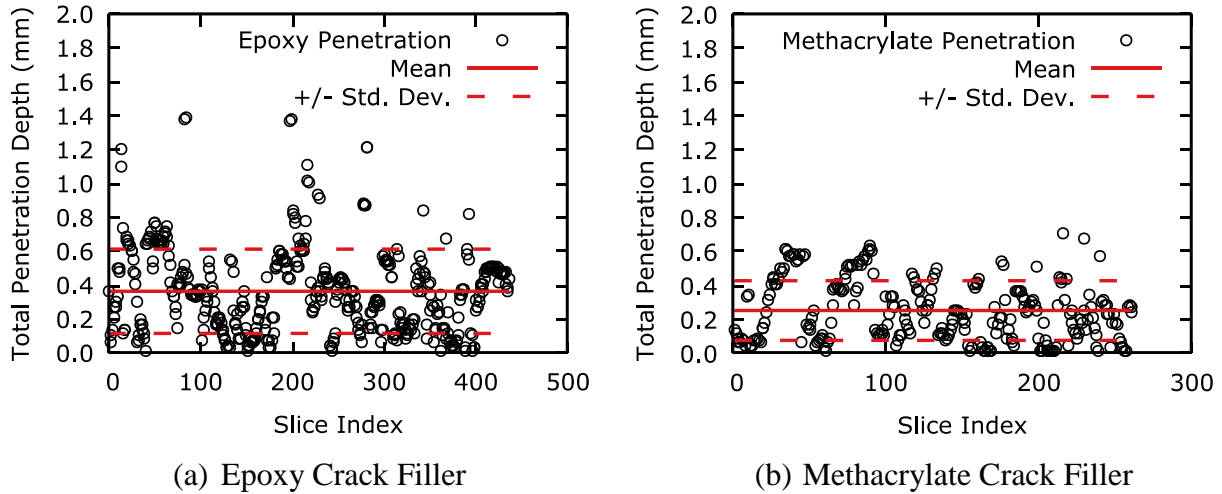 Total Penetration Depth (mm)
2.0
1.8
1.6
1.4
1.2
1.0
0.8
0.6
0.4
0.2
0.0
Epoxy Penetration
Mean
+/- Std. Dev.
0 100 200 300 400 500
Slice Index
(a) Epoxy Crack Filler
Total Penetration Depth (mm)
2.0
1.8
1.6
1.4
1.2
1.0
0.8
0.6
0.4
0.2
0.0
Methacrylate Penetration
Mean
+/- Std. Dev.
0 100 200 300
Slice Index
(b) Methacrylate Crack Filler